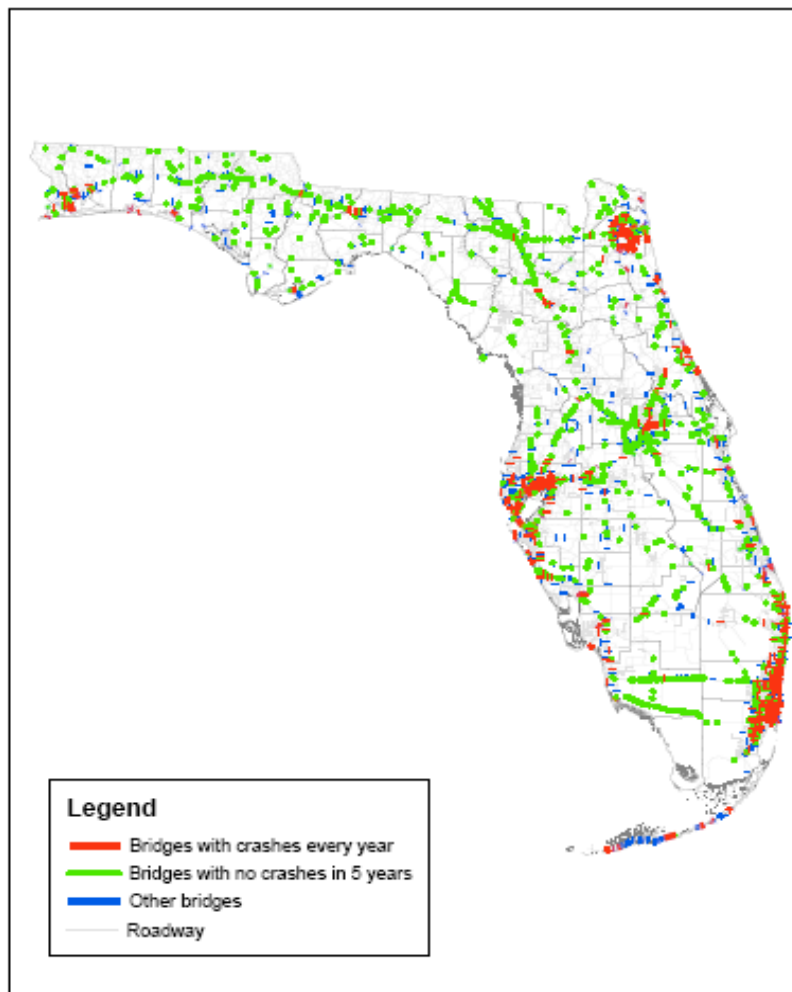 Legend
Bridges with crashes every year
Bridges with no crashes in 5 years
Other bridges
Roadway